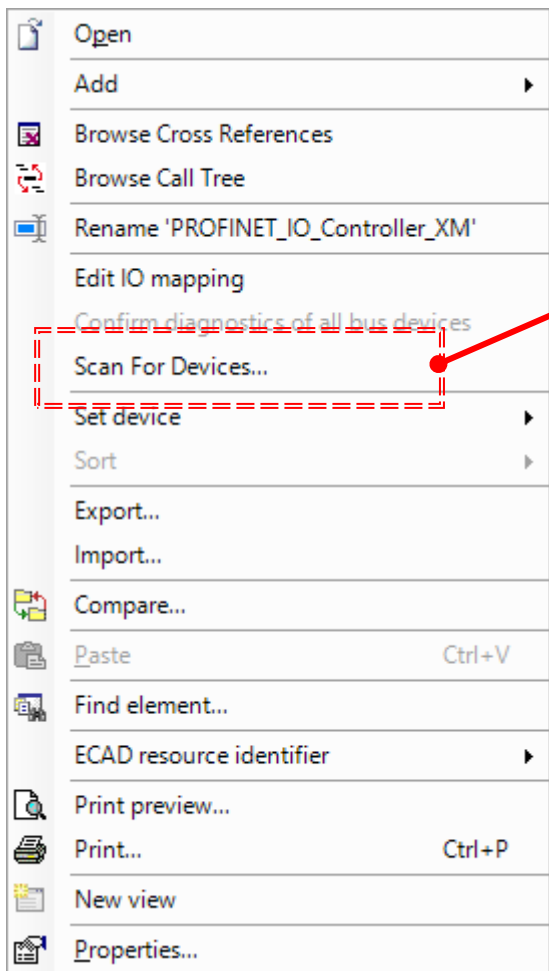 Open
Add
Browse Cross References
Browse Call Tree
Rename 'PROFINET_IO_Controller_XM'
Edit IO mapping
Confirm diagnostics of all bus devices
Scan For Devices...
Set device
Sort
Export...
Import...
Compare...
Paste Ctrl+V
Find element...
ECAD resource identifier
Print preview...
Print... Ctrl+P
New view
Properties...